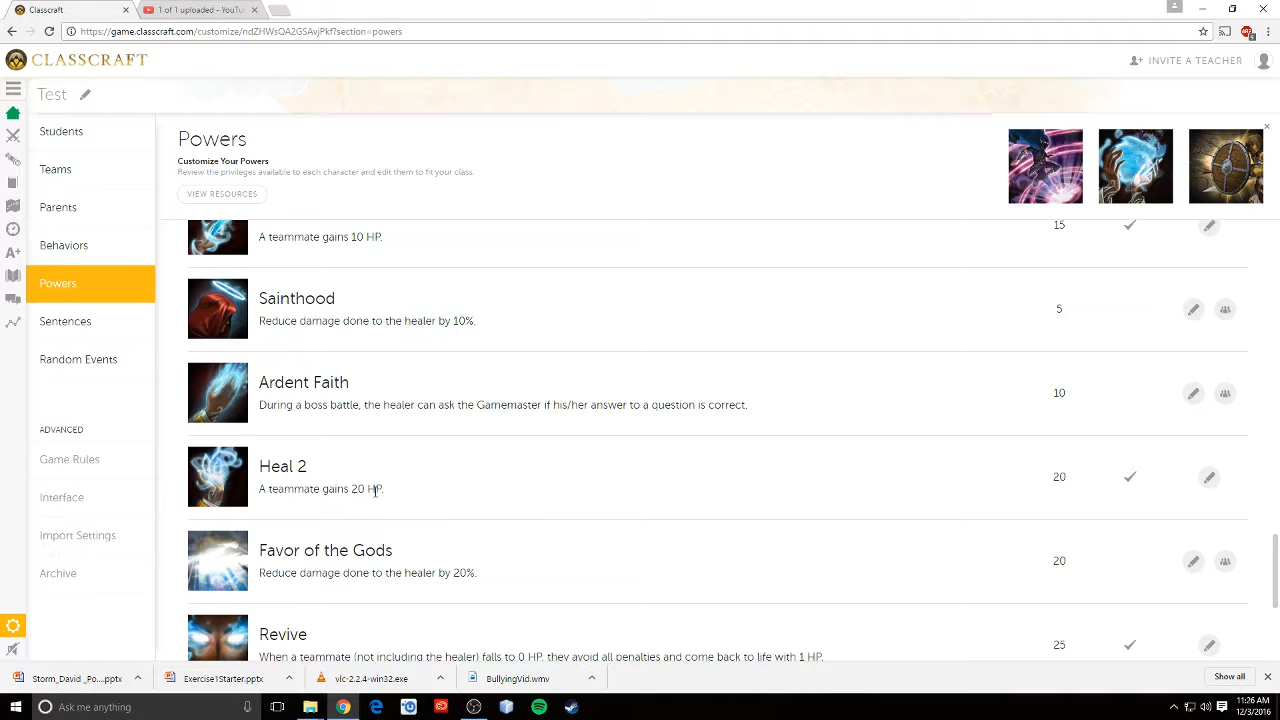 Classcraft
1 of 1 uploaded - YouTu
https://game.classcraft.com/customize/ndZHWsQA2GSAvjPkf?section=powers
CLASSCRAFT
INVITE A TEACHER
Test
Students
Teams
Parents
Behaviors
Powers
Sentences
Random Events
ADVANCED
Game Rules
Interface
Import Settings
Archive
Powers
Customize Your Powers
Review the privileges available to each character and edit them to fit your class.
VIEW RESOURCES
A teammate gains 10 HP. 15
Sainthood
Reduce damage done to the healer by 10%. 5
Ardent Faith
During a boss battle, the healer can ask the Gamemaster if his/her answer to a question is correct. 10
Heal 2
A teammate gains 20 HP. 20
Favor of the Gods
Reduce damage done to the healer by 20%. 20
Revive
When a teammate (not including the healer) falls to 0 HP, they avoid all penalties and come back to life with 1 HP. 25
Storm_David_Po....pptx
Exercise1Starter.pptx
vlc-2.2.4-win32.exe
BullyingVid.wmv
Show all
Ask me anything
11:26 AM
12/3/2016